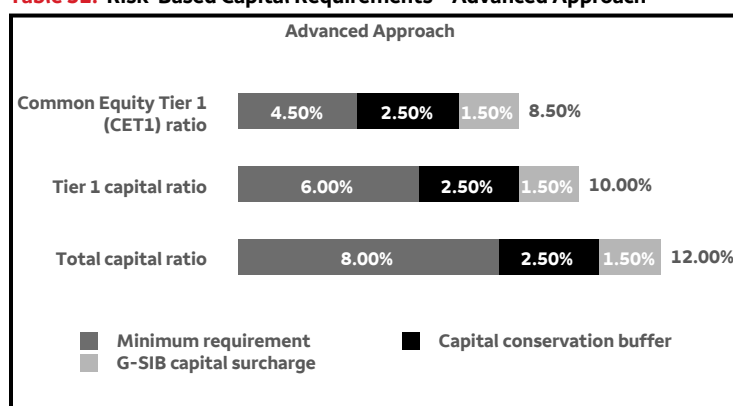 Table Risk-Based Capital Requirements – Advanced Approach
Advanced Approach
Common Equity Tier 1
(CET1) ratio
4.50% 2.50% 1.50% 8.50%
Tier 1 capital ratio 6.00% 2.50% 1.50% 10.00%
Total capital ratio 8.00% 2.50% 1.50% 12.00%
Minimum requirement Capital conservation buffer
G-SIB capital surcharge